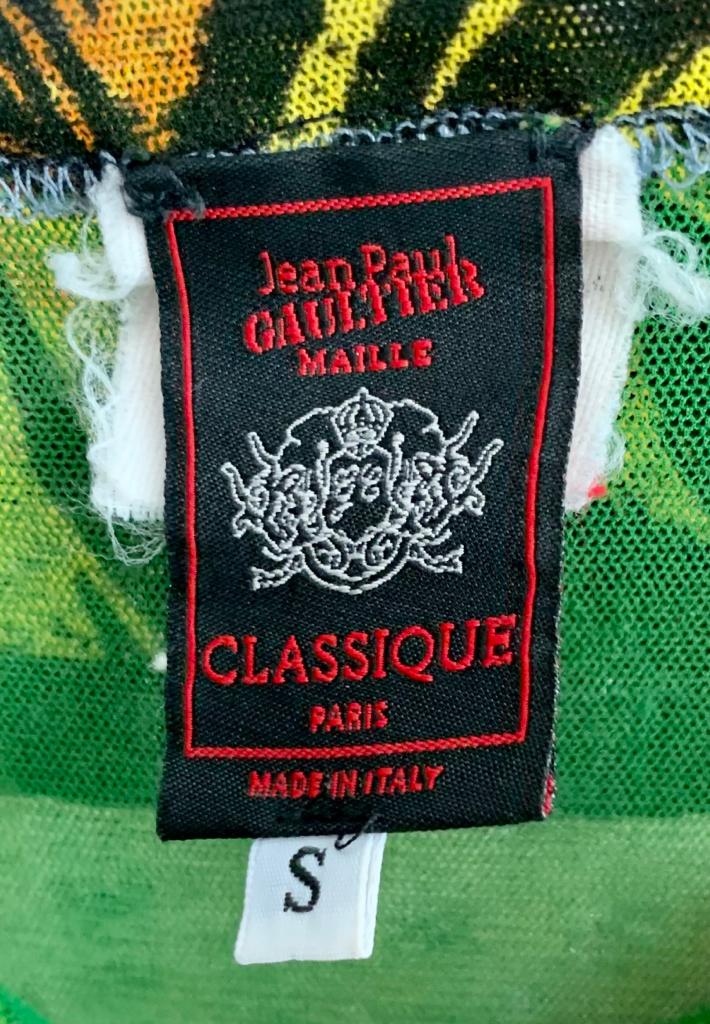 Jean Paul
GAULTIER
MAILLE
CLASSIQUE
PARIS
MADE IN ITALY
S